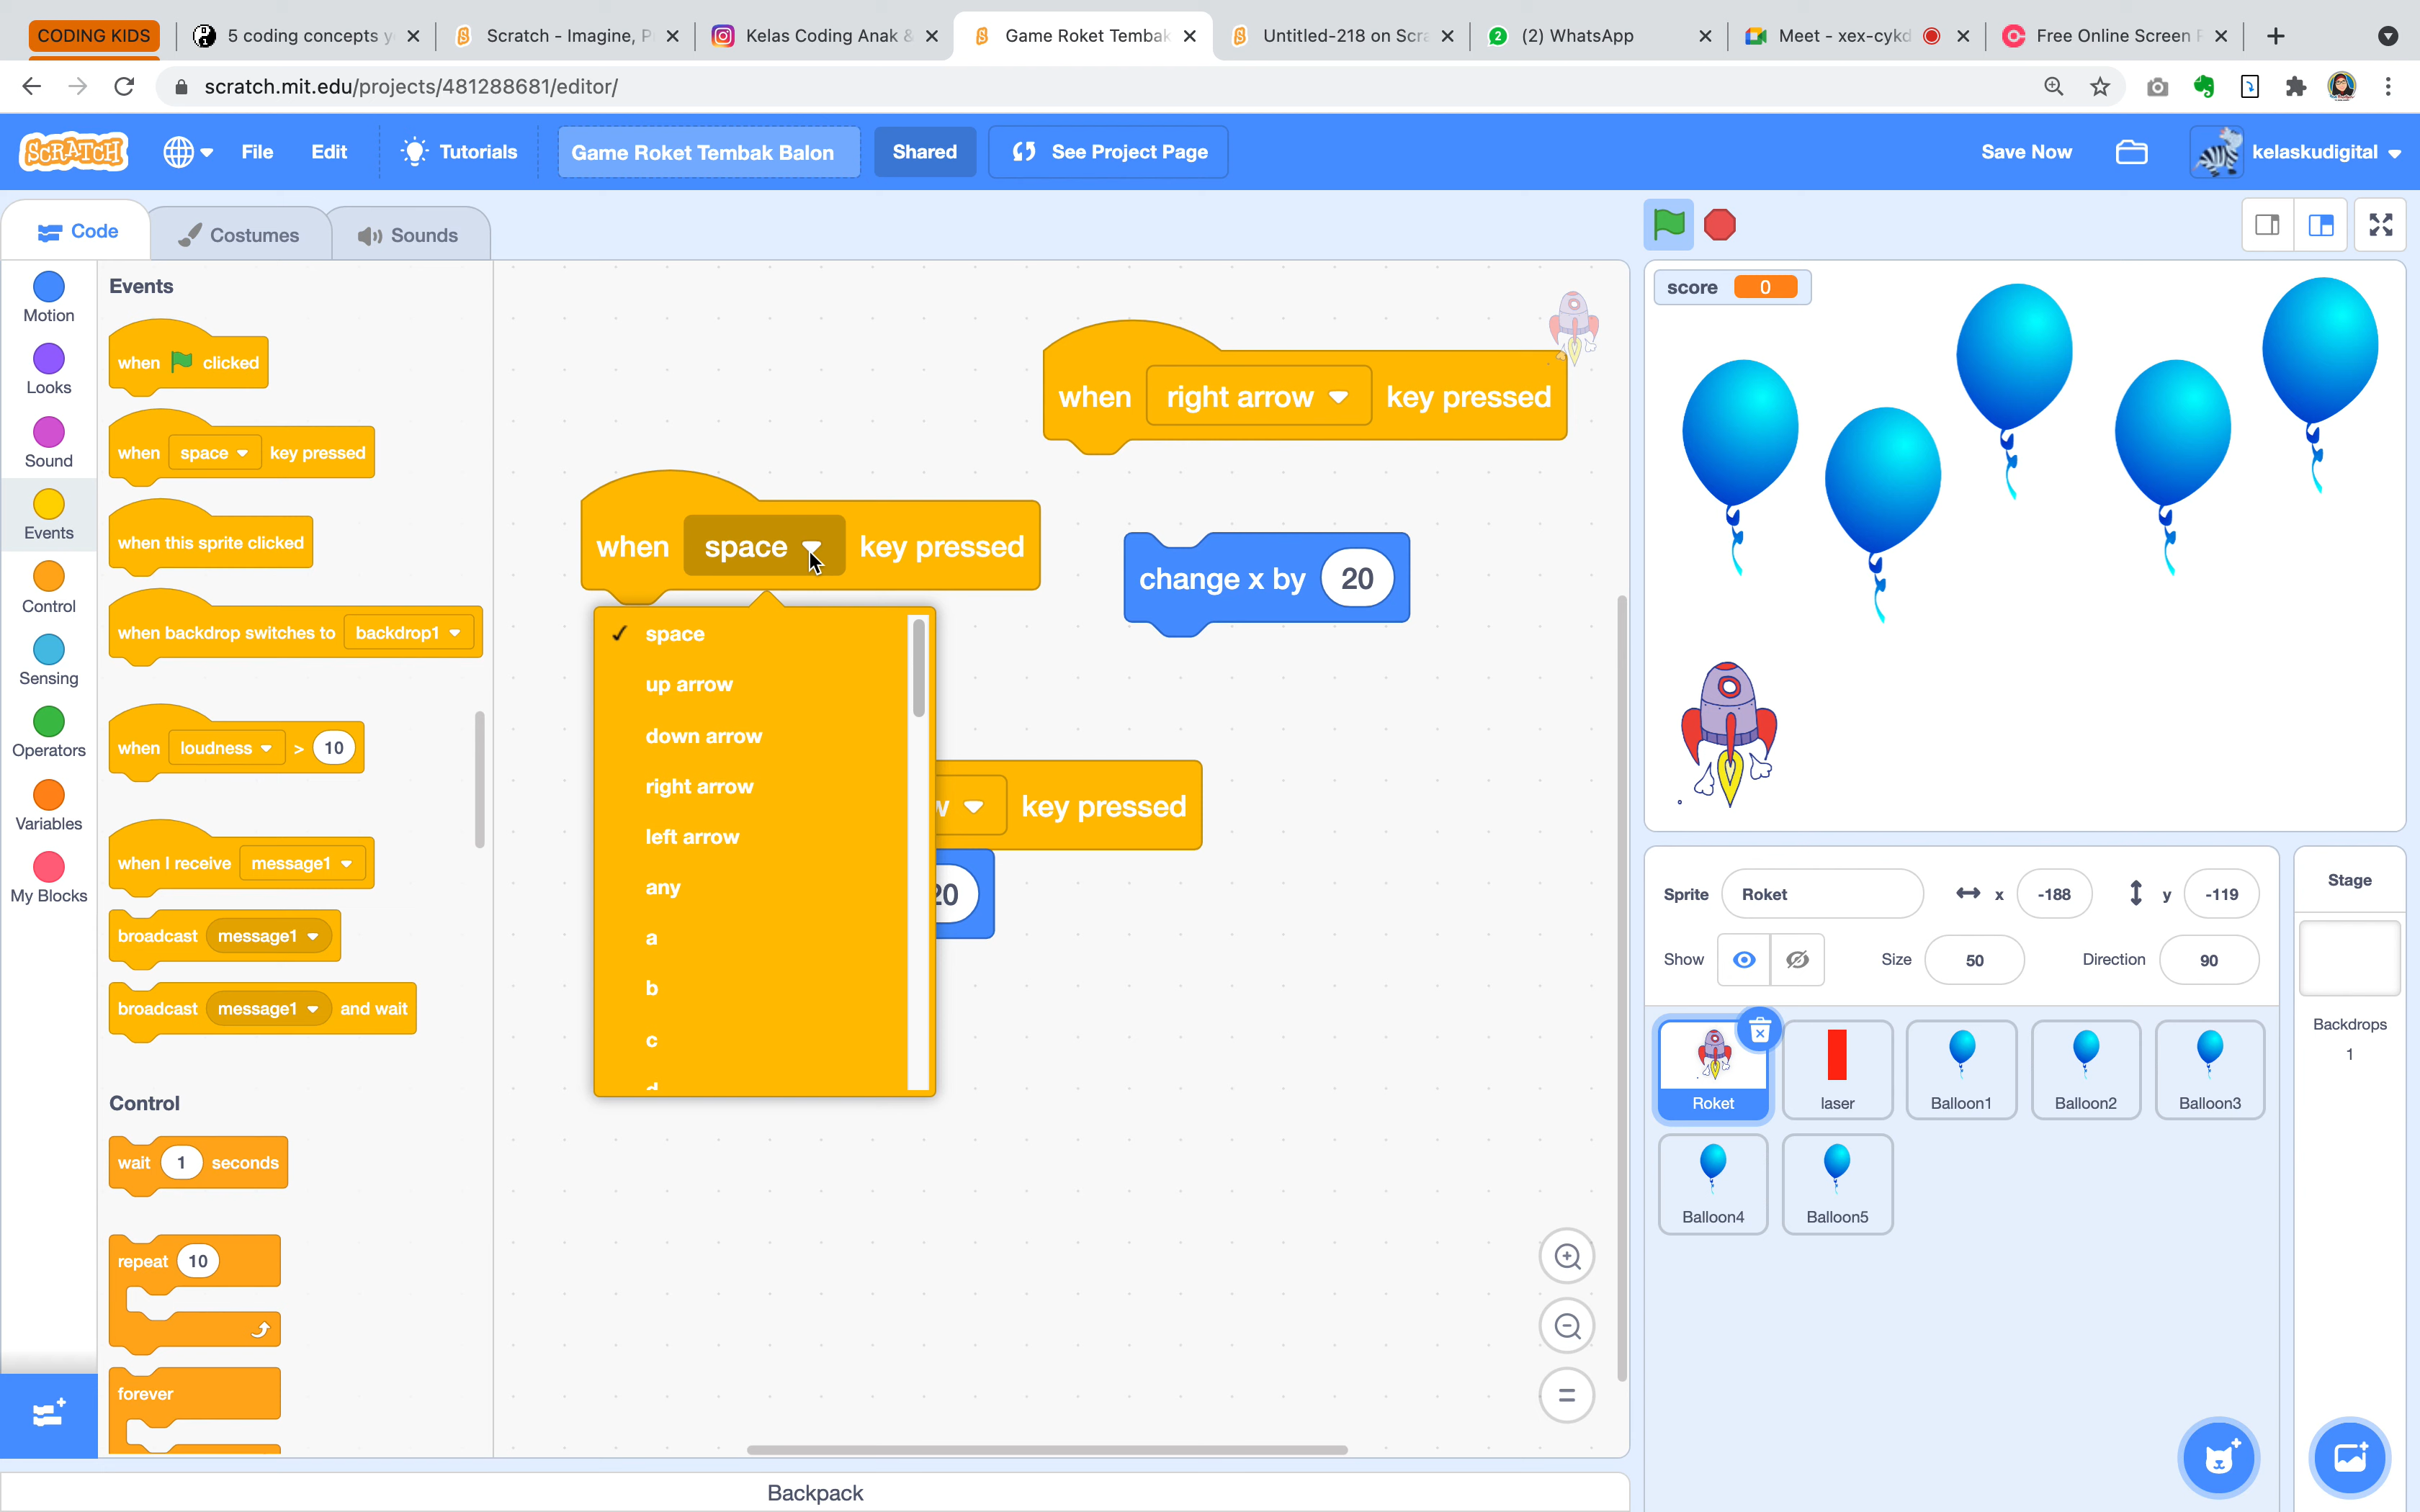 CODING KIDS
5 coding concepts y
Scratch - Imagine, P
Kelas Coding Anak &
Game Roket Tembak
Untitled-218 on Scra
(2) WhatsApp
Meet - xex-cykd
Free Online Screen R
scratch.mit.edu/projects/481288681/editor/
SCRATCH
File
Edit
Tutorials
Game Roket Tembak Balon
Shared
See Project Page
Save Now
kelaskudigital
Code
Costumes
Sounds
Motion
Looks
Sound
Events
Control
Sensing
Operators
Variables
My Blocks
Events
when clicked
when space key pressed
when this sprite clicked
when backdrop switches to backdrop1
when loudness > 10
when I receive message1
broadcast message1
broadcast message1 and wait
Control
wait 1 seconds
repeat 10
forever
when right arrow key pressed
when space key pressed
change x by 20
space
up arrow
down arrow
right arrow
left arrow
any
a
b
c
d
w key pressed
20
Backpack
score 0
Sprite Roket x -188 y -119
Show Size 50 Direction 90
Roket
laser
Balloon1
Balloon2
Balloon3
Balloon4
Balloon5
Stage
Backdrops
1